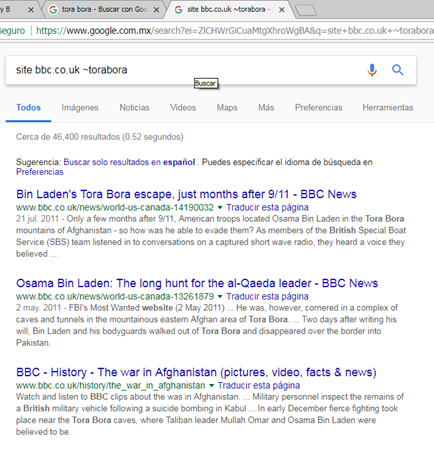 y B
tora bora - Buscar con Goo
site bbc.co.uk ~torabora -
seguro
https://www.google.com.mx/search?ei=ZlCHWrGiCuaMtgXhroWgBA&q=site+bbc.co.uk+~torabora
site bbc.co.uk ~torabora
Buscar
Todos Imágenes Noticias Videos Maps Más Preferencias Herramientas
Cerca de 46,400 resultados (0.52 segundos)
Sugerencia: Buscar solo resultados en español . Puedes especificar el idioma de búsqueda en
Preferencias
Bin Laden's Tora Bora escape, just months after 9/11 - BBC News
www.bbc.co.uk/news/world-us-canada-14190032 Traducir esta página
21 jul. 2011 - Only a few months after 9/11, American troops located Osama Bin Laden in the Tora Bora
mountains of Afghanistan - so how was he able to evade them? As members of the British Special Boat
Service (SBS) team listened in to conversations on a captured short wave radio, they heard a voice they
believed ...
Osama Bin Laden: The long hunt for the al-Qaeda leader - BBC News
www.bbc.co.uk/news/world-us-canada-13261879 Traducir esta página
2 may. 2011 - FBI's Most Wanted website (2 May 2011) ... He was, however, cornered in a complex of
caves and tunnels in the mountainous eastern Afghan area of Tora Bora. ... Two days after writing his
will, Bin Laden and his bodyguards walked out of Tora Bora and disappeared over the border into
Pakistan.
BBC - History - The war in Afghanistan (pictures, video, facts & news)
www.bbc.co.uk/history/the_war_in_afghanistan Traducir esta página
Watch and listen to BBC clips about the was in Afghanistan. ... Military personnel inspect the remains of
a British military vehicle following a suicide bombing in Kabul ... In early December fierce fighting took
place near the Tora Bora caves, where Taliban leader Mullah Omar and Osama Bin Laden were
believed to be.